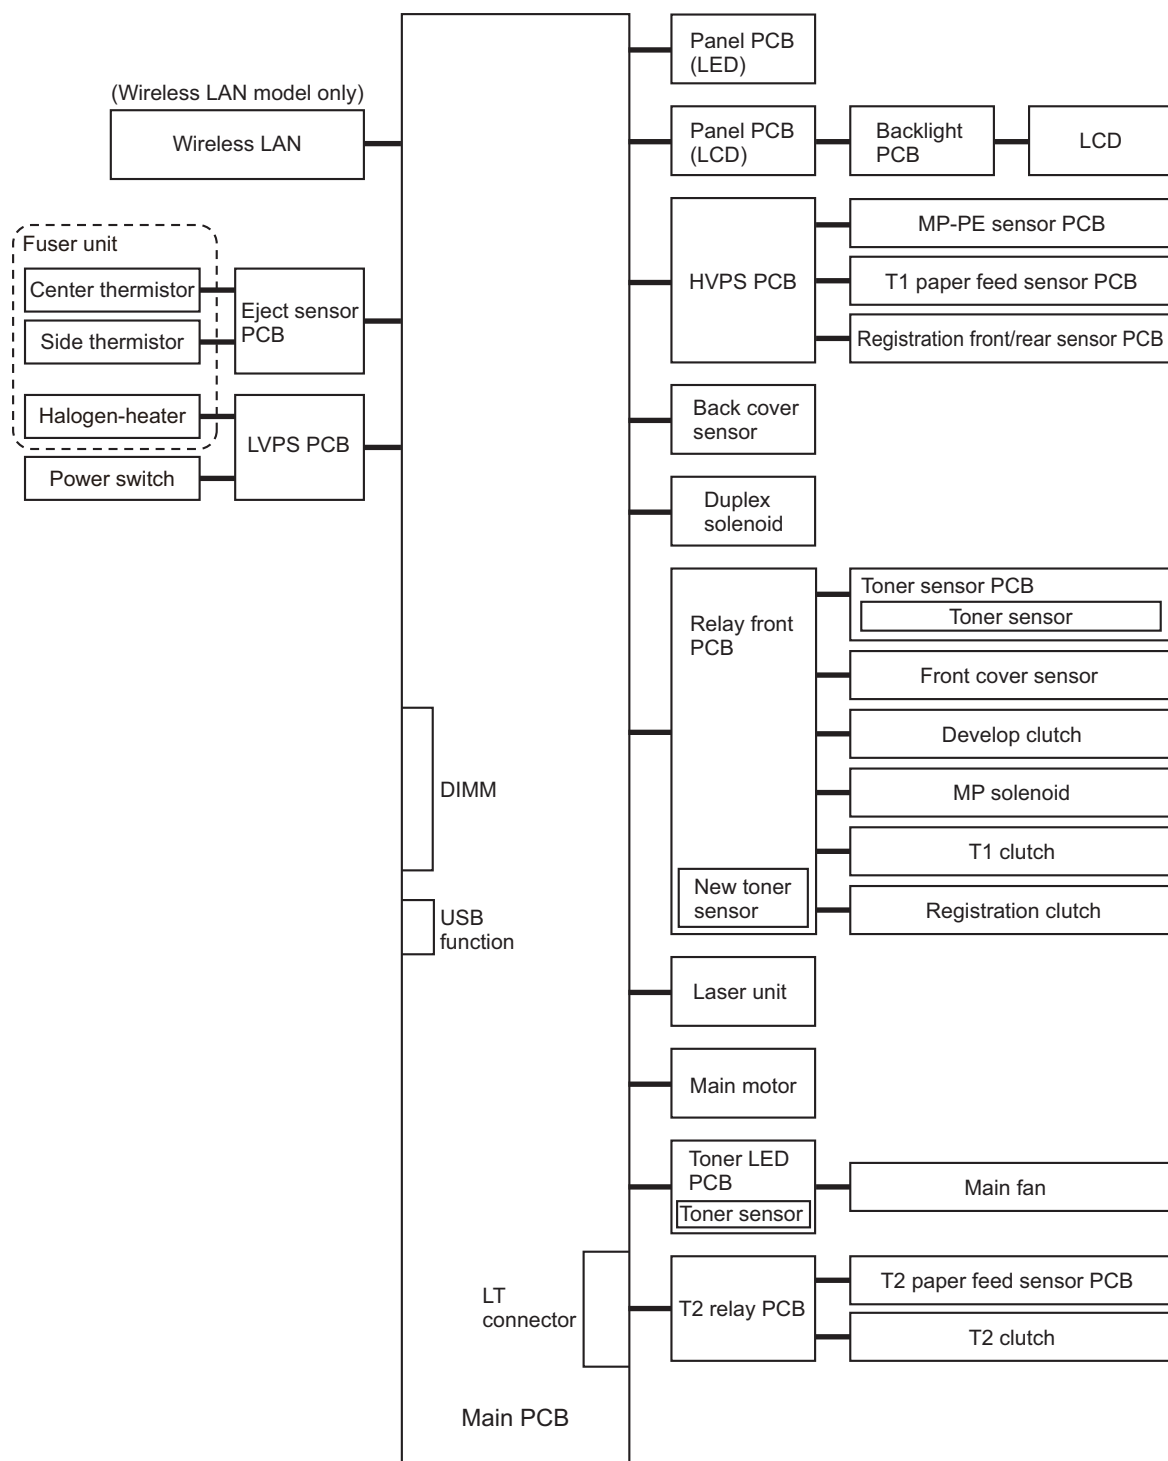 (Wireless LAN model only)
Wireless LAN
Fuser unit
Center thermistor
Side thermistor
Eject sensor
PCB
Halogen-heater
Power switch
LVPS PCB
DIMM
USB
function
LT
connector
Main PCB
Panel PCB
(LED)
Panel PCB
(LCD)
Backlight
PCB
LCD
HVPS PCB
MP-PE sensor PCB
T1 paper feed sensor PCB
Registration front/rear sensor PCB
Back cover
sensor
Duplex
solenoid
Relay front
PCB
New toner
sensor
Toner sensor PCB
Toner sensor
Front cover sensor
Develop clutch
MP solenoid
T1 clutch
Registration clutch
Laser unit
Main motor
Toner LED
PCB
Toner sensor
Main fan
T2 relay PCB
T2 paper feed sensor PCB
T2 clutch